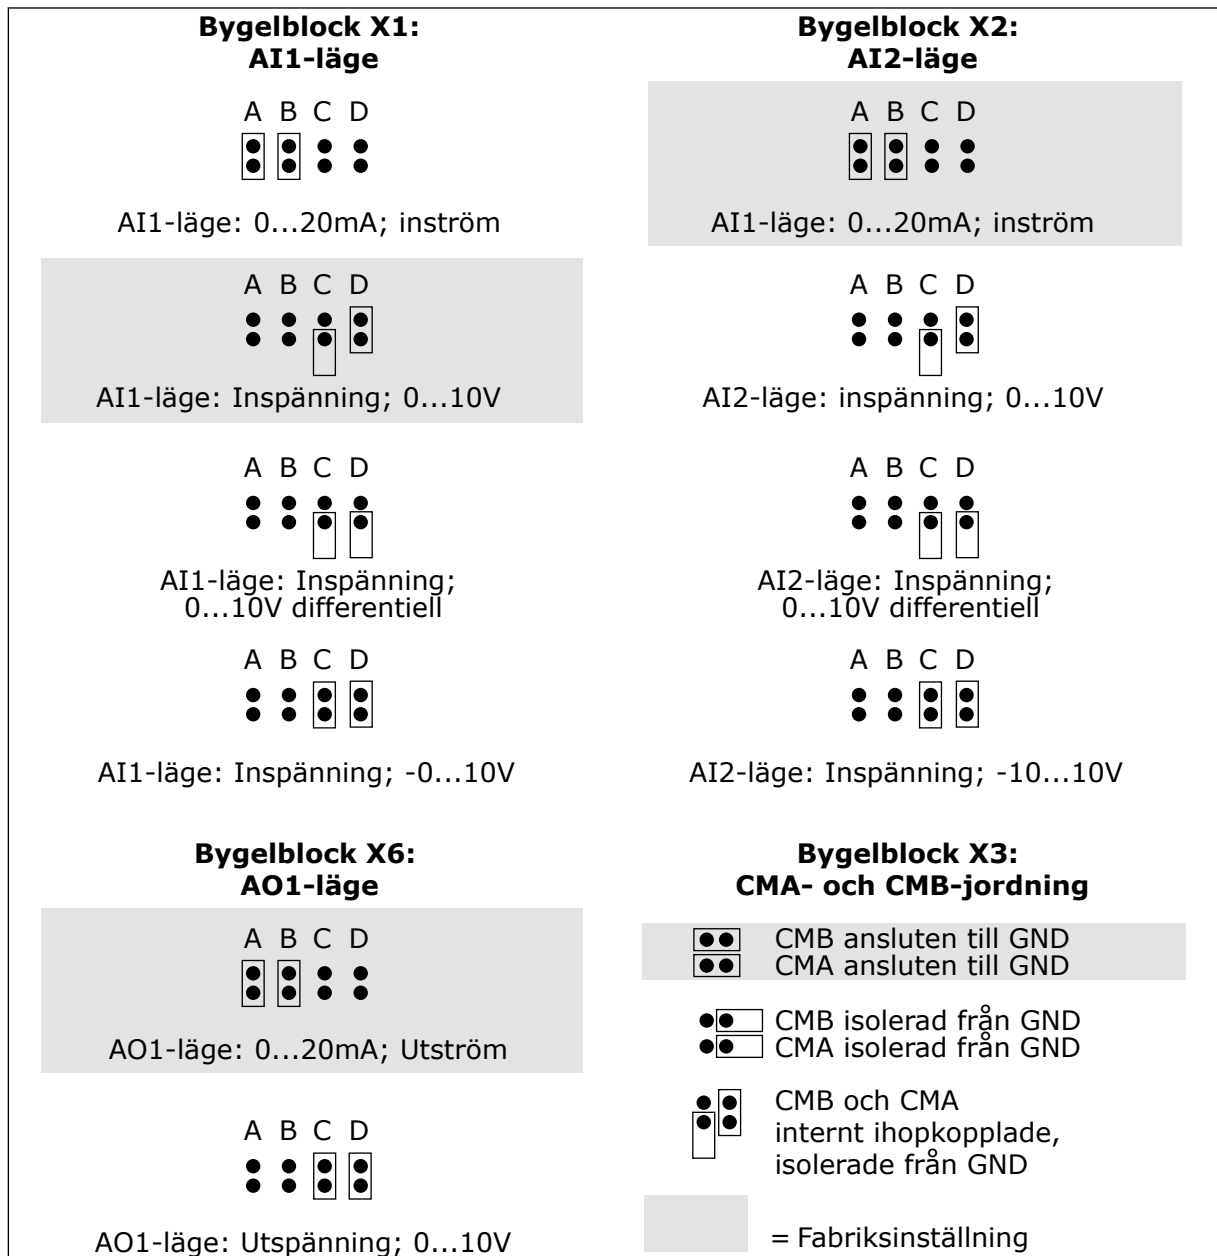 Bygelblock X1:
AI1-läge
A B C D
AI1-läge: 0...20mA; inström
A B C D
AI1-läge: Inspänning; 0...10V
A B C D
AI1-läge: Inspänning;
0...10V differentiell
A B C D
AI1-läge: Inspänning; -0...10V
Bygelblock X2:
AI2-läge
A B C D
AI1-läge: 0...20mA; inström
A B C D
AI2-läge: inspänning; 0...10V
A B C D
AI2-läge: Inspänning;
0...10V differentiell
A B C D
AI2-läge: Inspänning; -10...10V
Bygelblock X6:
AO1-läge
A B C D
AO1-läge: 0...20mA; Utström
A B C D
AO1-läge: Utspänning; 0...10V
Bygelblock X3:
CMA- och CMB-jordning
CMB ansluten till GND
CMA ansluten till GND
CMB isolerad från GND
CMA isolerad från GND
CMB och CMA
internt ihopkopplade,
isolerade från GND
= Fabriksinställning